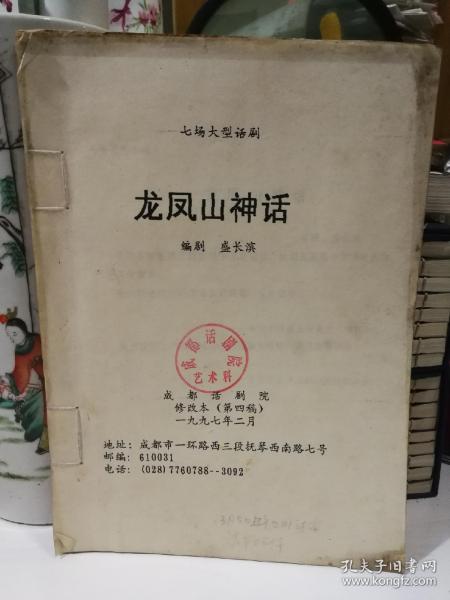 七场大型话剧
龙凤山神话
编剧 盛长滨
成都话剧院
艺术科
成都话剧院
修改本（第四稿）
一九九七年二月
地址：成都市一环路西三段抚琴西南路七号
邮编：610031
电话：(028)7760788--3092
孔夫子旧书网
www.kongfz.com